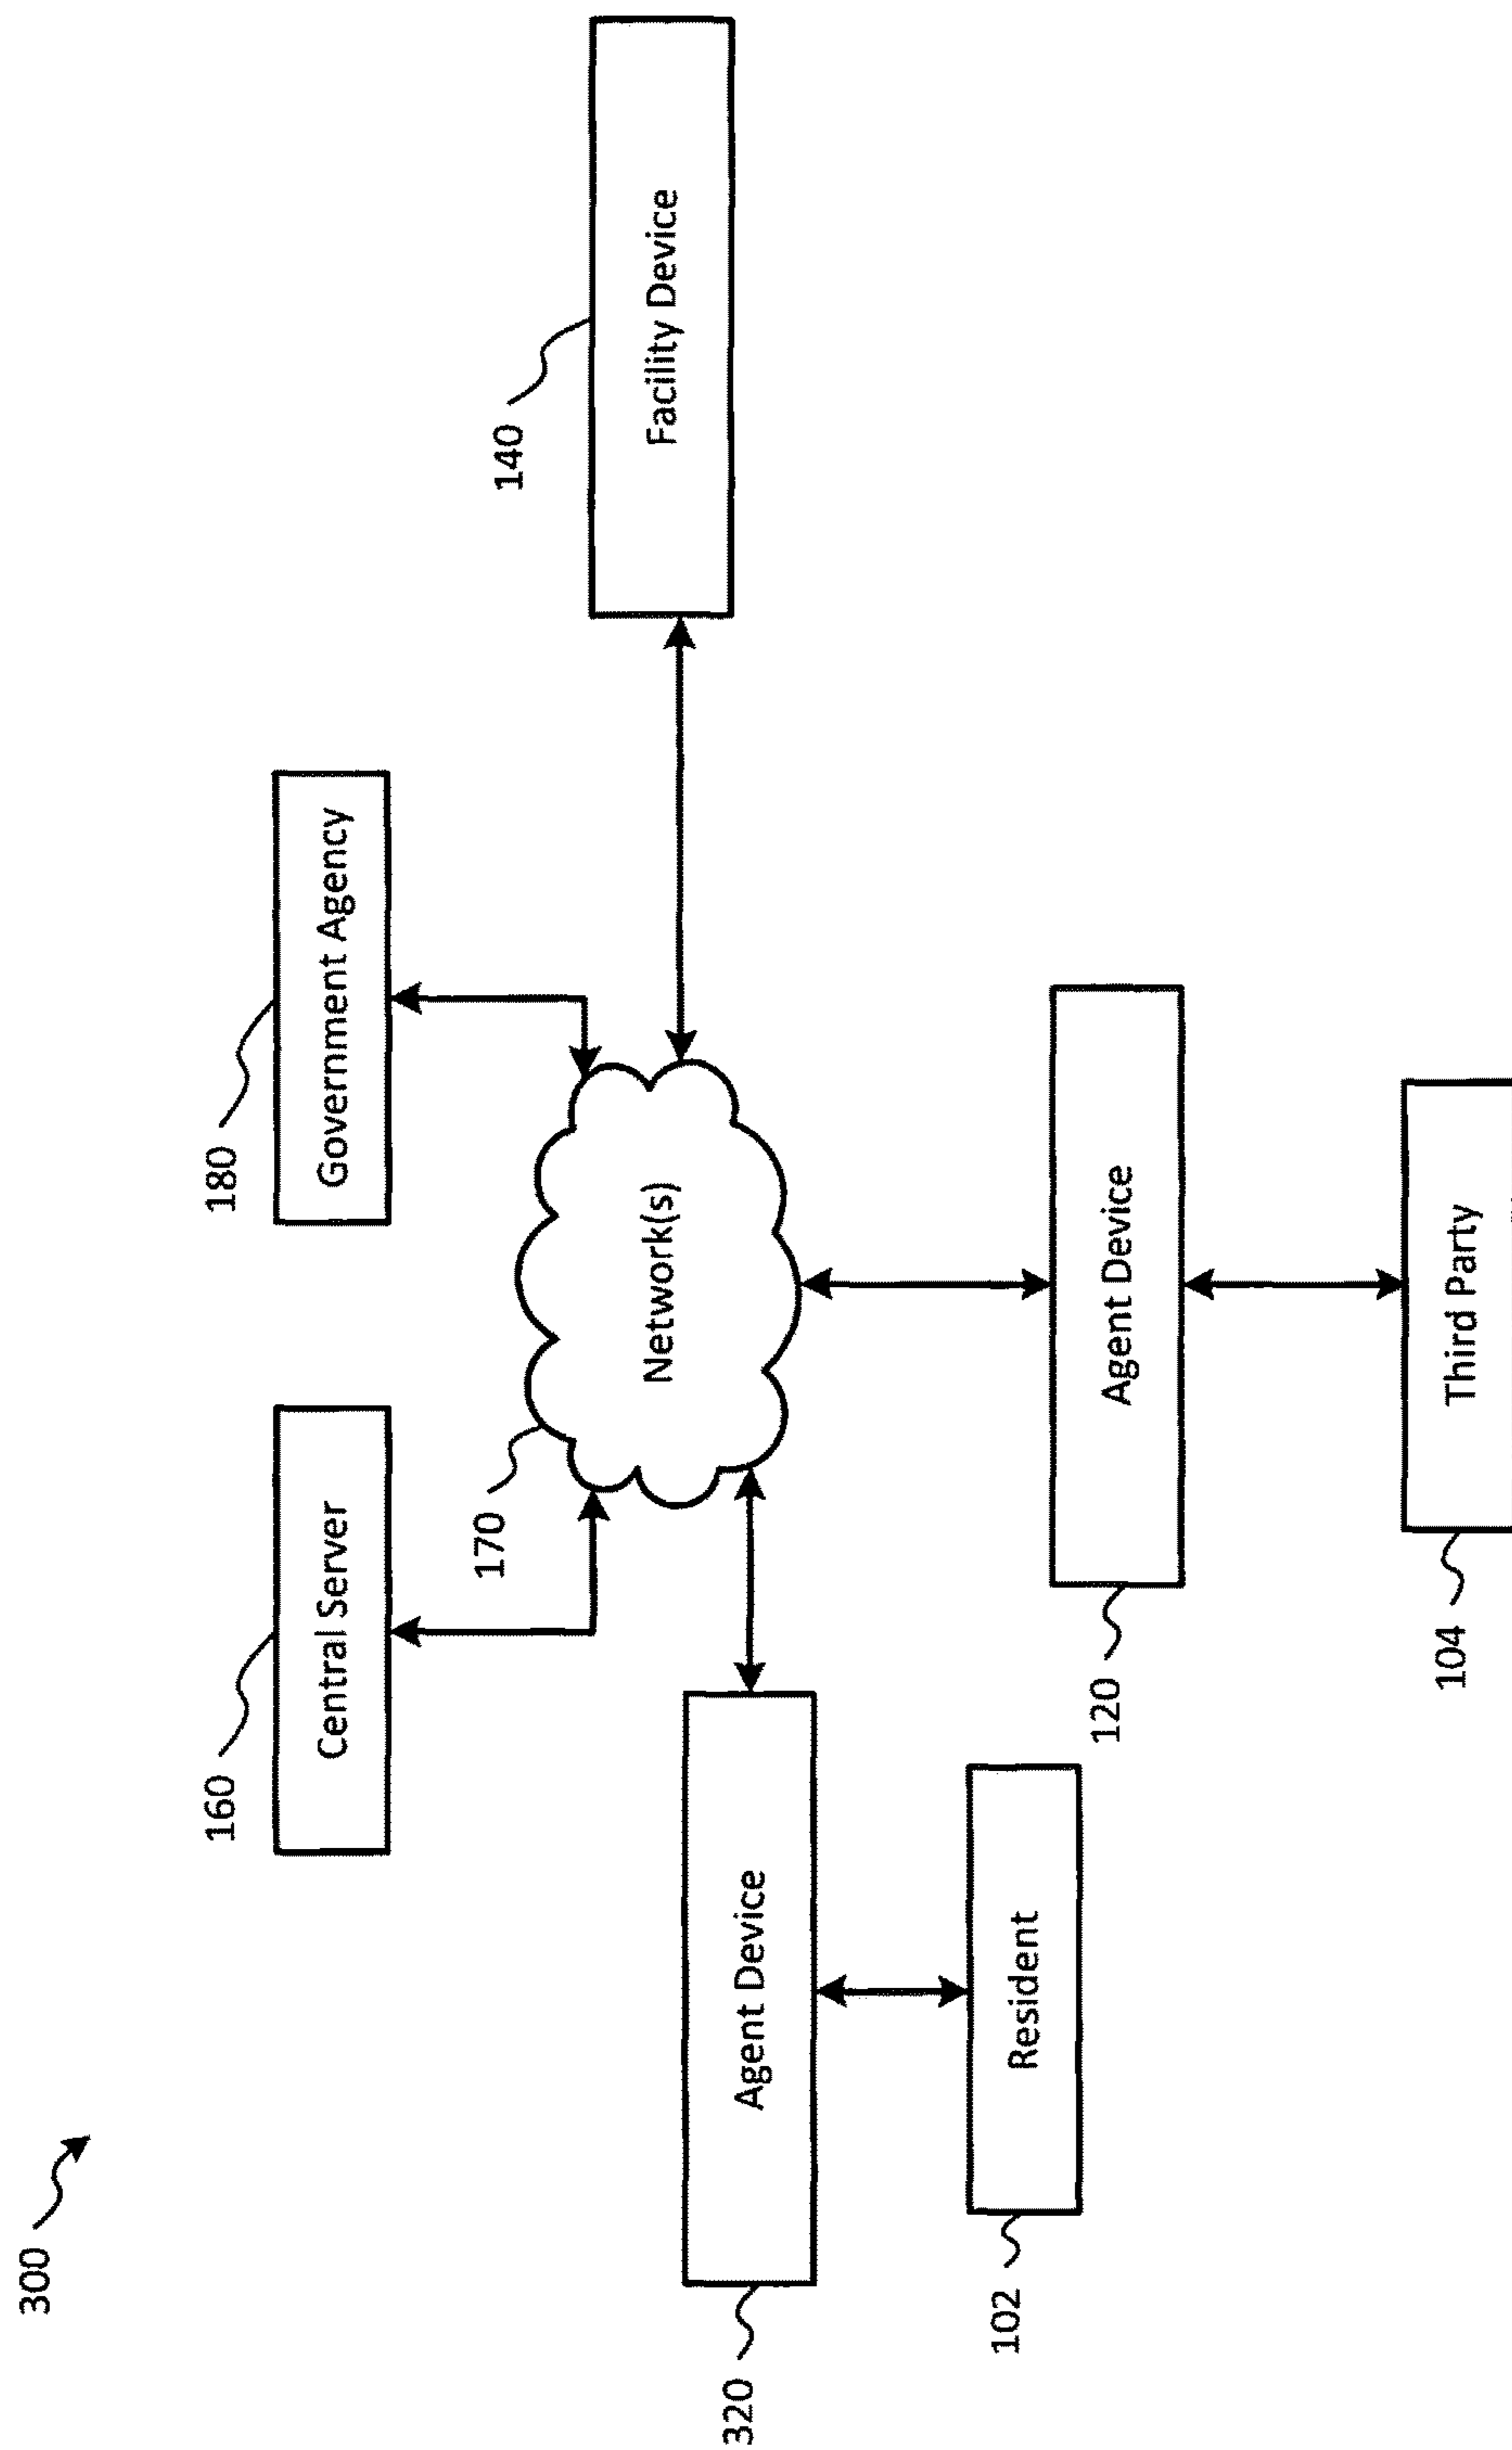 300
160
Central Server
180
Government Agency
170
Network(s)
140
Facility Device
320
Agent Device
102
Resident
120
Agent Device
104
Third Party